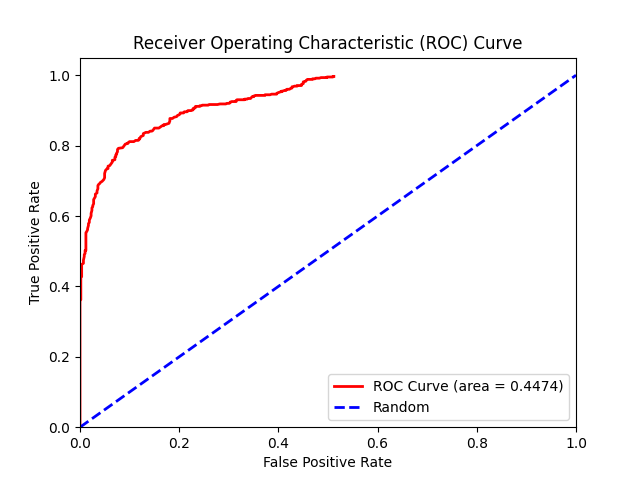 Receiver Operating Characteristic (ROC) Curve
1.0
0.8
0.6
0.4
0.2
0.0
True Positive Rate
ROC Curve (area = 0.4474)
Random
0.0 0.2 0.4 0.6 0.8 1.0
False Positive Rate